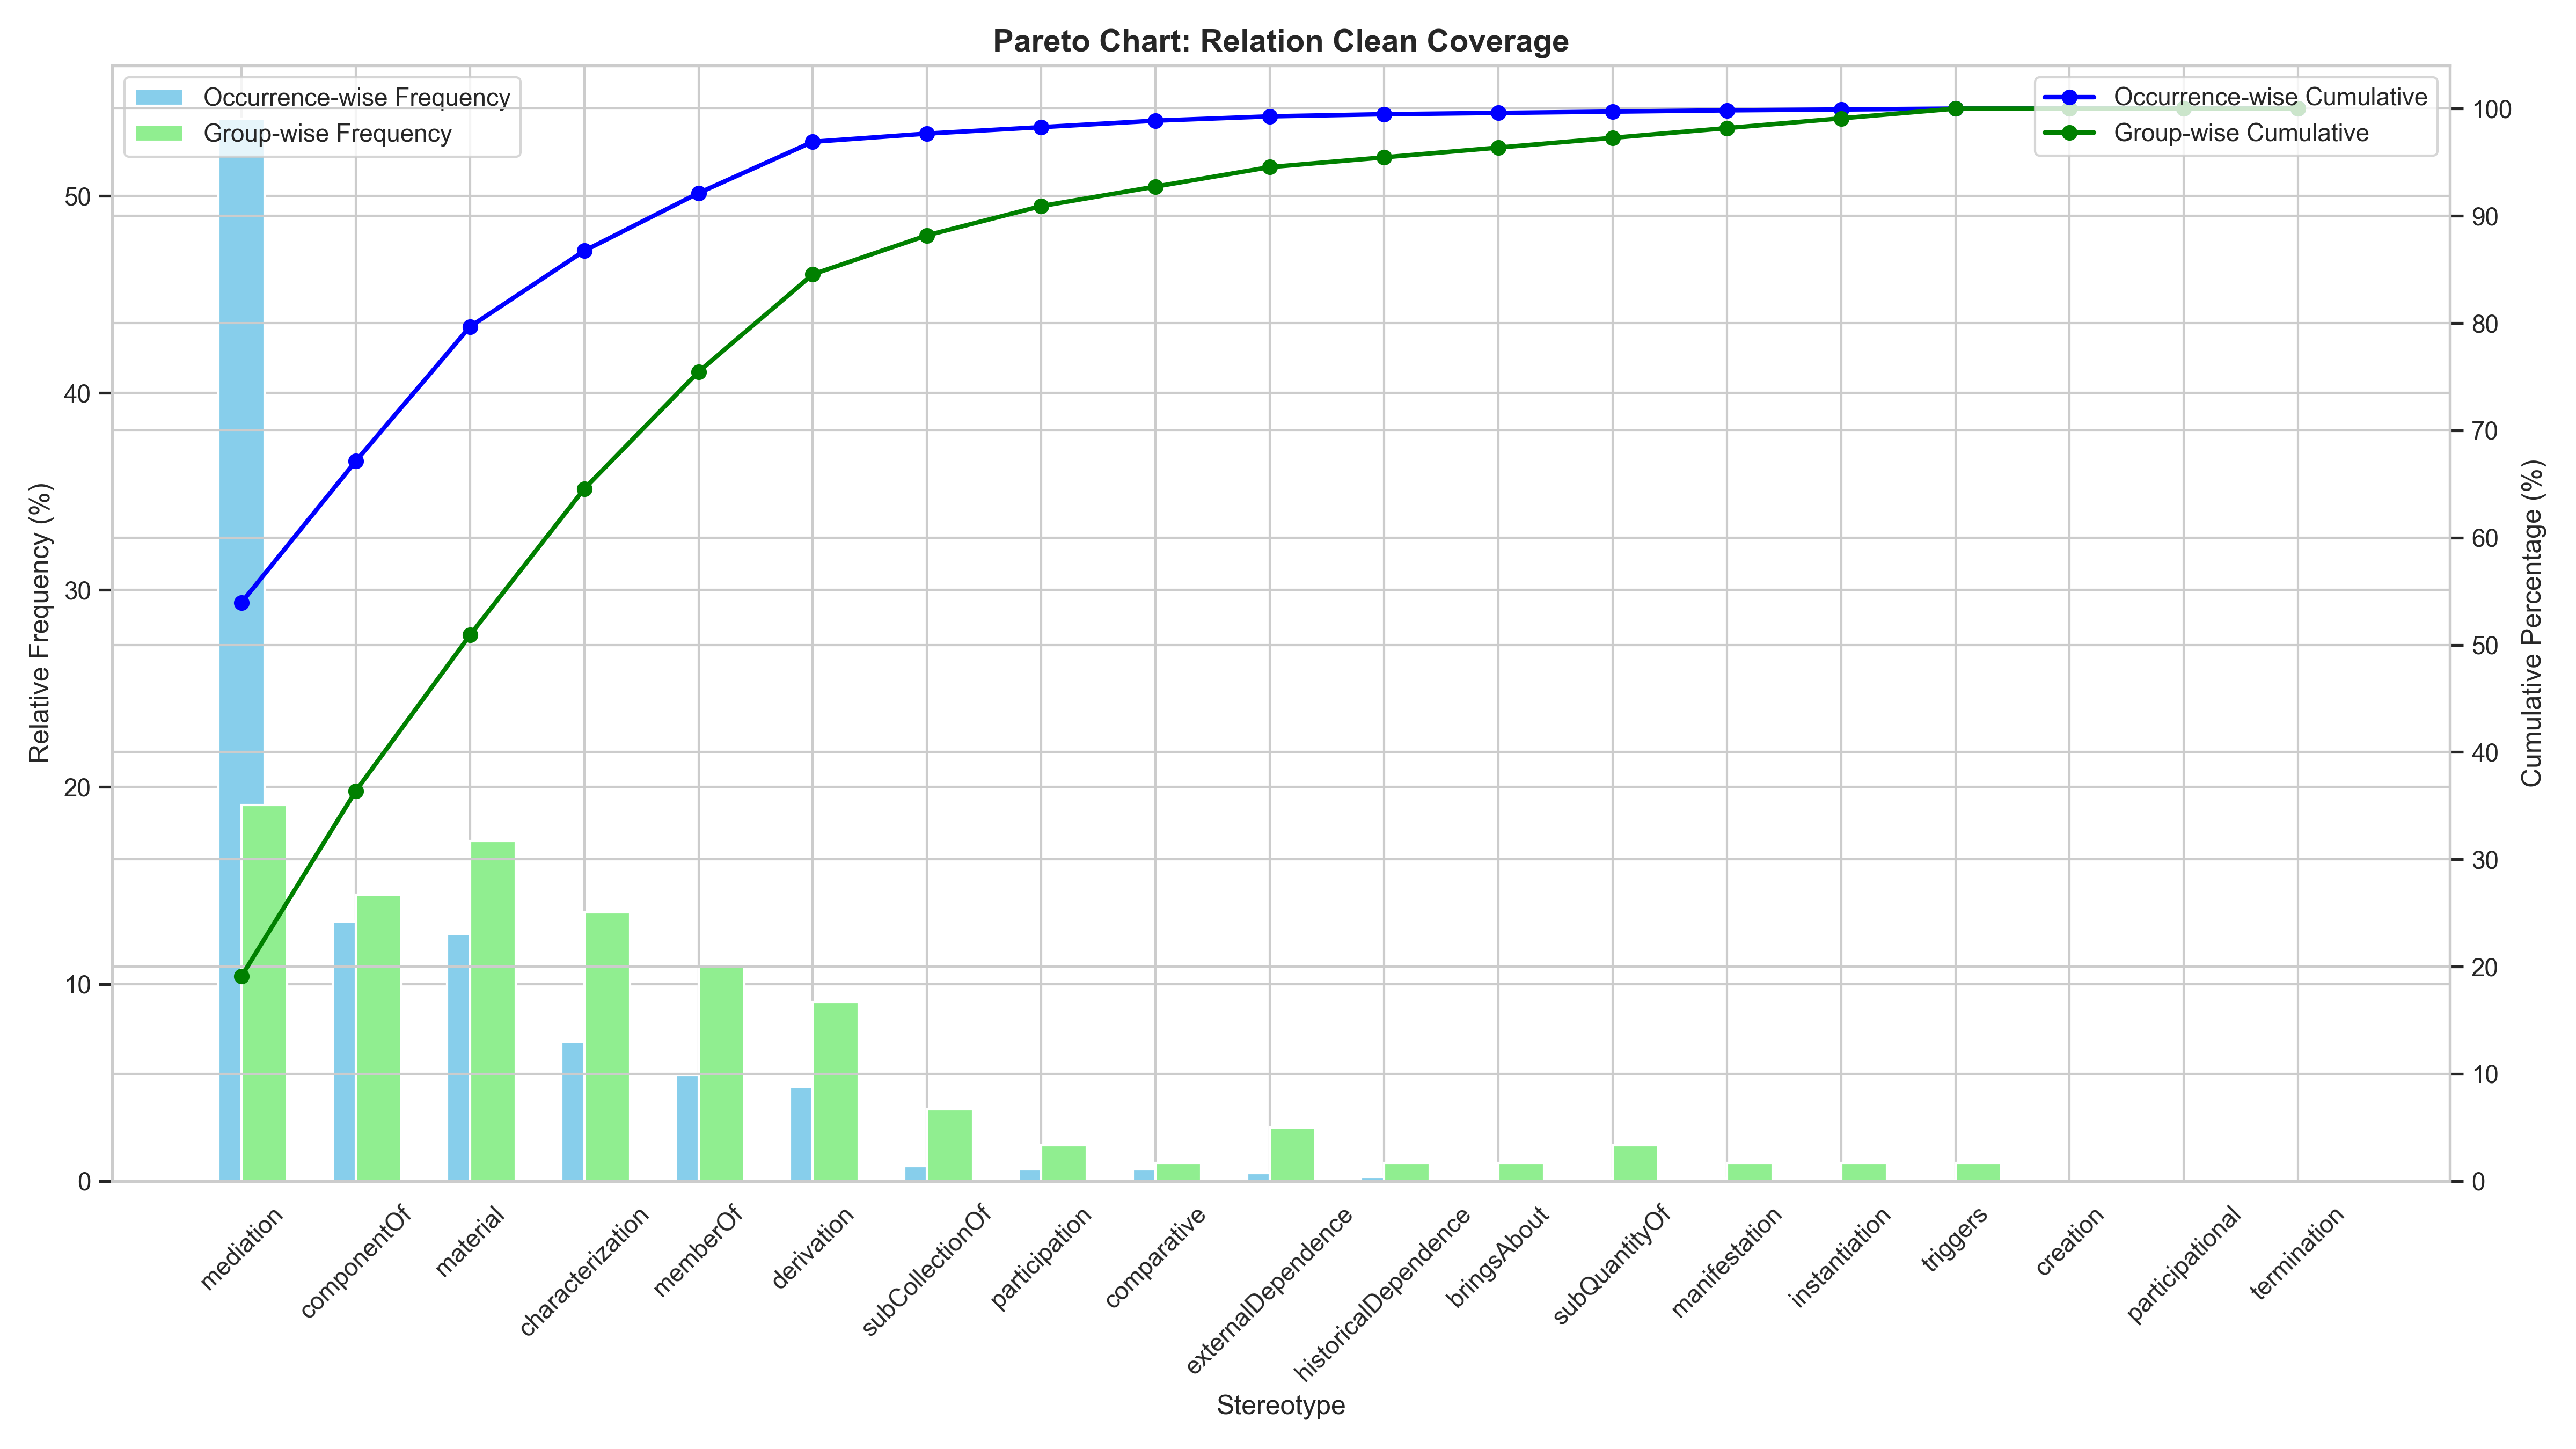 Pareto Chart: Relation Clean Coverage
Occurrence-wise Frequency
Group-wise Frequency
Occurrence-wise Cumulative
Group-wise Cumulative
Relative Frequency (%)
50
40
30
20
10
0
Cumulative Percentage (%)
100
90
80
70
60
50
40
30
20
10
0
mediation
componentOf
material
characterization
memberOf
derivation
subCollectionOf
participation
comparative
externalDependence
historicalDependence
bringsAbout
subQuantityOf
manifestation
instantiation
triggers
creation
participational
termination
Stereotype